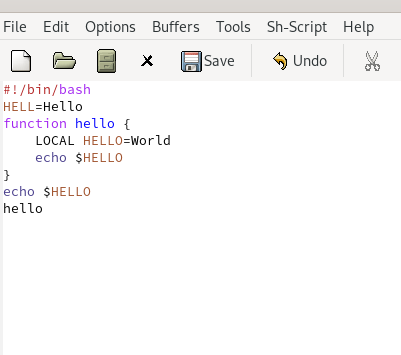 File Edit Options Buffers Tools Sh-Script Help
Save Undo
#!/bin/bash
HELL=Hello
function hello {
    LOCAL HELLO=World
    echo $HELLO
}
echo $HELLO
hello